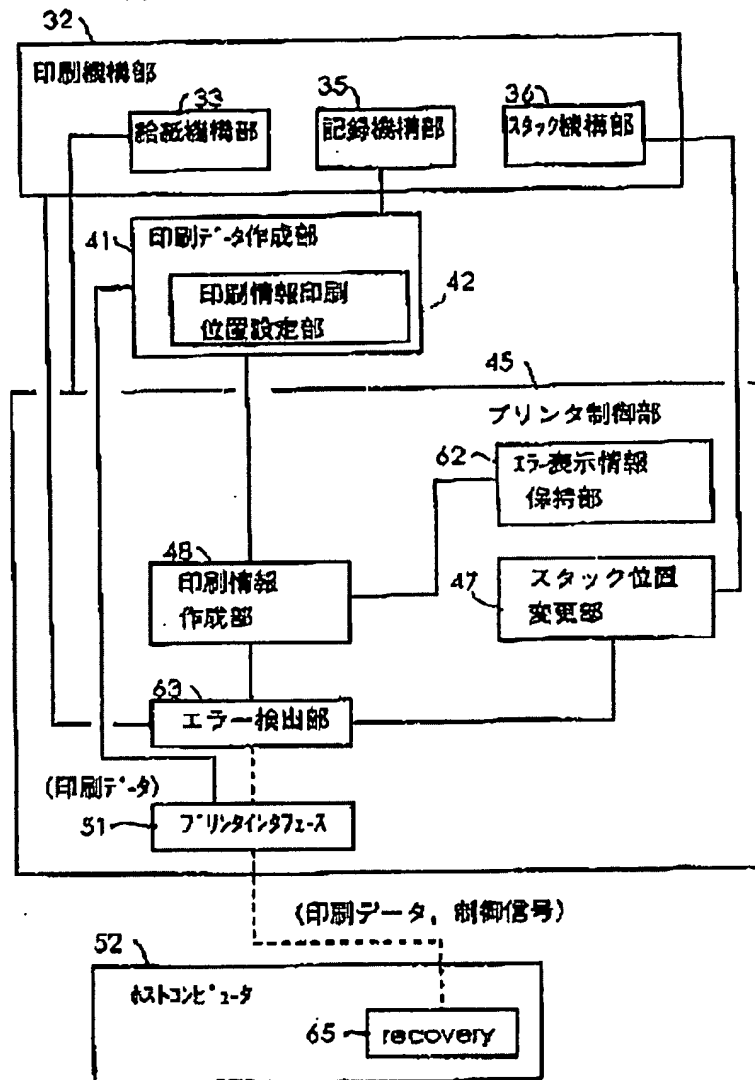 32
印刷機構部
33
35
36
給紙機構部
記録機構部
スタック機構部
41
印刷データ作成部
印刷情報印刷
位置設定部
42
45
プリンタ制御部
62
エラー表示情報
保持部
48
印刷情報
作成部
47
スタック位置
変更部
63
エラー検出部
(印刷データ)
51
プリンタインタフェース
(印刷データ、制御信号)
52
ホストコンピュータ
65
recovery